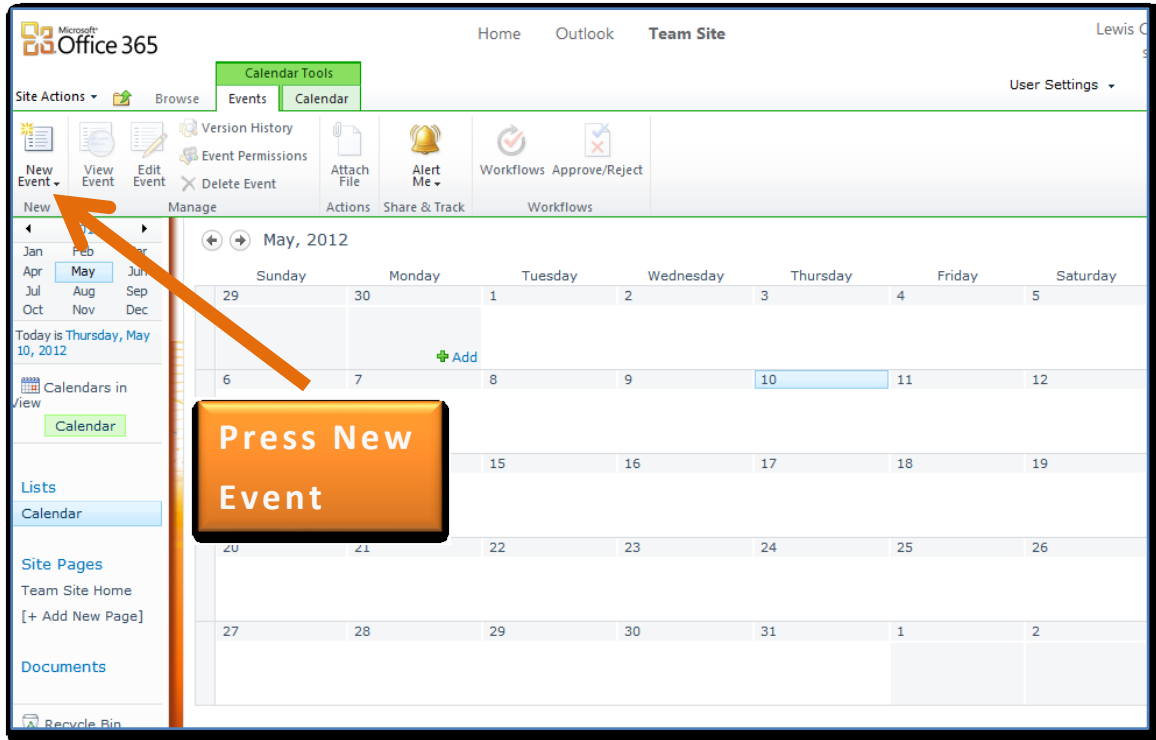 Microsoft
Office 365
Home Outlook Team Site
Lewis
Calendar Tools
User Settings
Site Actions Browse Events Calendar
New Event
View Event
Edit Event
Version History
Event Permissions
Delete Event
Attach File
Alert Me
Workflows Approve/Reject
New Manage Actions Share & Track Workflows
Jan Feb
Apr May Jun
Jul Aug Sep
Oct Nov Dec
Today is Thursday, May
10, 2012
Calendars in
View
Calendar
Lists
Calendar
Site Pages
Team Site Home
[+ Add New Page]
Documents
Recycle Bin
May, 2012
Sunday Monday Tuesday Wednesday Thursday Friday Saturday
29 30 1 2 3 4 5
Add
6 7 8 9 10 11 12
Press New
Event
15 16 17 18 19
20 21 22 23 24 25 26
27 28 29 30 31 1 2